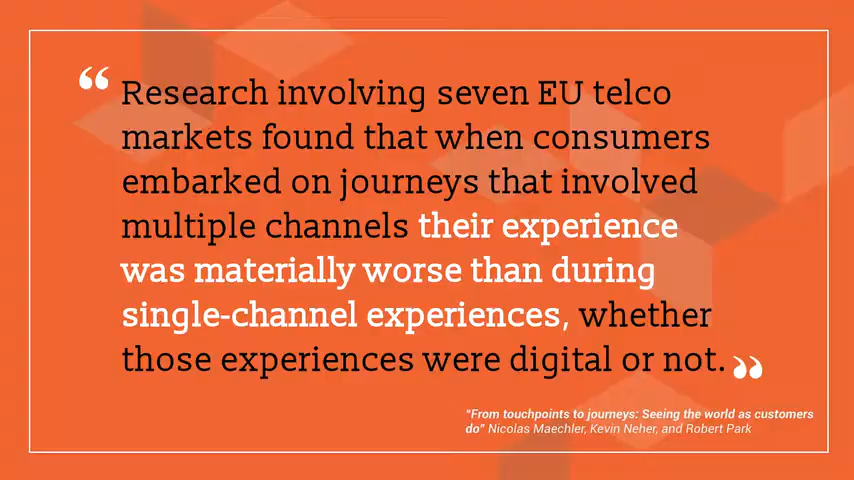 “Research involving seven EU telco
markets found that when consumers
embarked on journeys that involved
multiple channels their experience
was materially worse than during
single-channel experiences, whether
those experiences were digital or not.”
"From touchpoints to journeys: Seeing the world as customers
do" Nicolas Maechler, Kevin Neher, and Robert Park